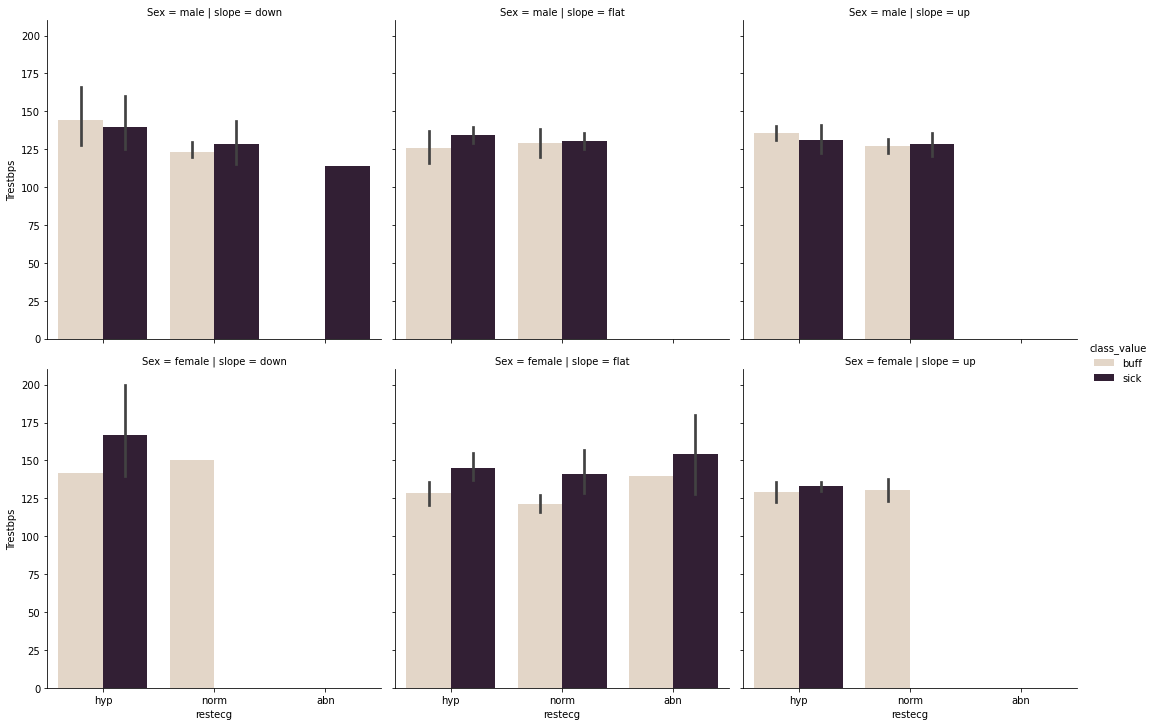 Sex = male | slope = down
Sex = male | slope = flat
Sex = male | slope = up
200
175
150
125
100
75
50
25
0
Trestbps
Sex = female | slope = down
Sex = female | slope = flat
Sex = female | slope = up
200
175
150
125
100
75
50
25
0
Trestbps
hyp norm abn
restecg
hyp norm abn
restecg
hyp norm abn
restecg
class_value
buff
sick